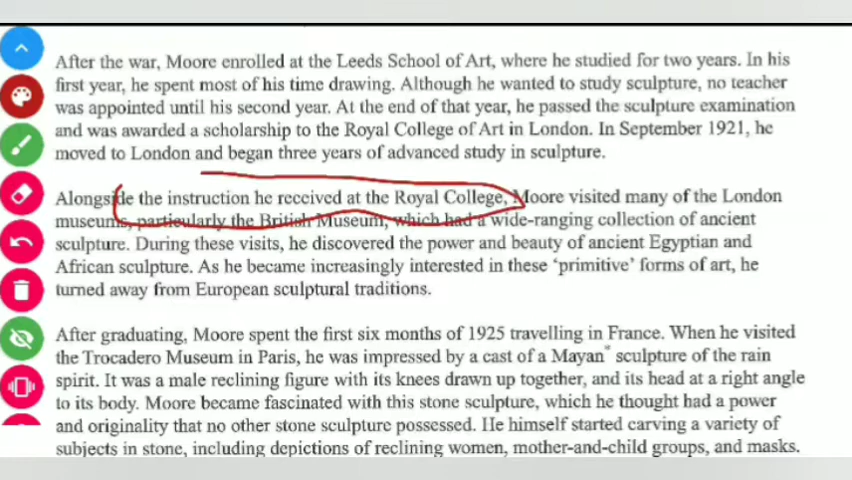 After the war, Moore enrolled at the Leeds School of Art, where he studied for two years. In his
first year, he spent most of his time drawing. Although he wanted to study sculpture, no teacher
was appointed until his second year. At the end of that year, he passed the sculpture examination
and was awarded a scholarship to the Royal College of Art in London. In September 1921, he
moved to London and began three years of advanced study in sculpture.
Alongside the instruction he received at the Royal College, Moore visited many of the London
museums, particularly the British Museum, which had a wide-ranging collection of ancient
sculpture. During these visits, he discovered the power and beauty of ancient Egyptian and
African sculpture. As he became increasingly interested in these ‘primitive’ forms of art, he
turned away from European sculptural traditions.
After graduating, Moore spent the first six months of 1925 travelling in France. When he visited
the Trocadero Museum in Paris, he was impressed by a cast of a Mayan* sculpture of the rain
spirit. It was a male reclining figure with its knees drawn up together, and its head at a right angle
to its body. Moore became fascinated with this stone sculpture, which he thought had a power
and originality that no other stone sculpture possessed. He himself started carving a variety of
subjects in stone, including depictions of reclining women, mother-and-child groups, and masks.